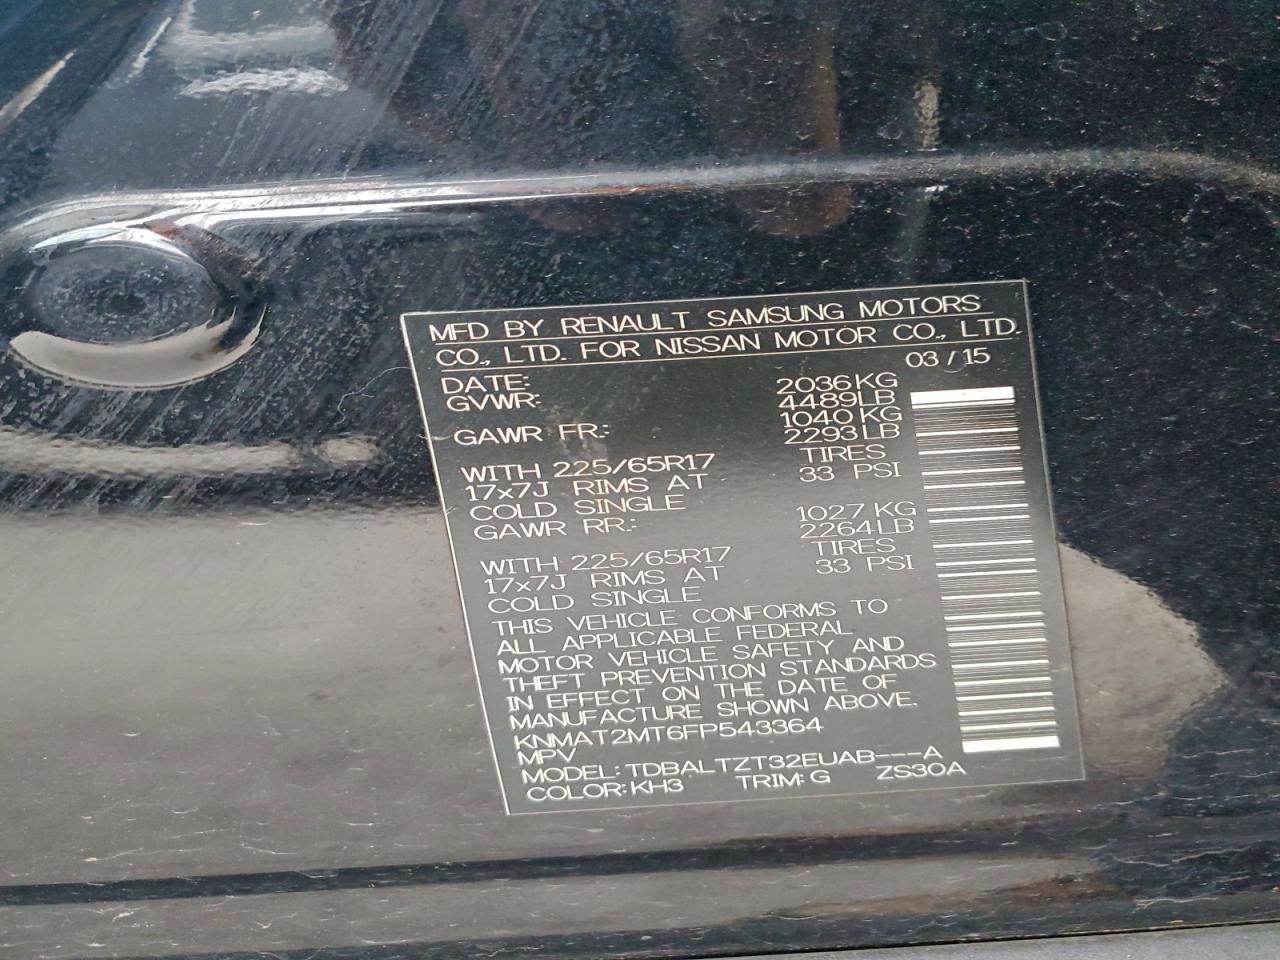 MFD BY RENAULT SAMSUNG MOTORS
CO., LTD. FOR NISSAN MOTOR CO., LTD.
DATE: 03/15
GVWR: 2036KG
4489LB
GAWR FR.: 1040KG
2293LB
WITH 225/65R17 TIRES
17x7J RIMS AT 33 PSI
COLD SINGLE
GAWR RR.: 1027KG
2264LB
WITH 225/65R17 TIRES
17x7J RIMS AT 33 PSI
COLD SINGLE
THIS VEHICLE CONFORMS TO
ALL APPLICABLE FEDERAL
MOTOR VEHICLE SAFETY AND
THEFT PREVENTION STANDARDS
IN EFFECT ON THE DATE OF
MANUFACTURE SHOWN ABOVE.
KNMAT2MT6FP543364
MPV
MODEL: TDBALTZT32EUAB---A
COLOR: KH3 TRIM: G ZS30A